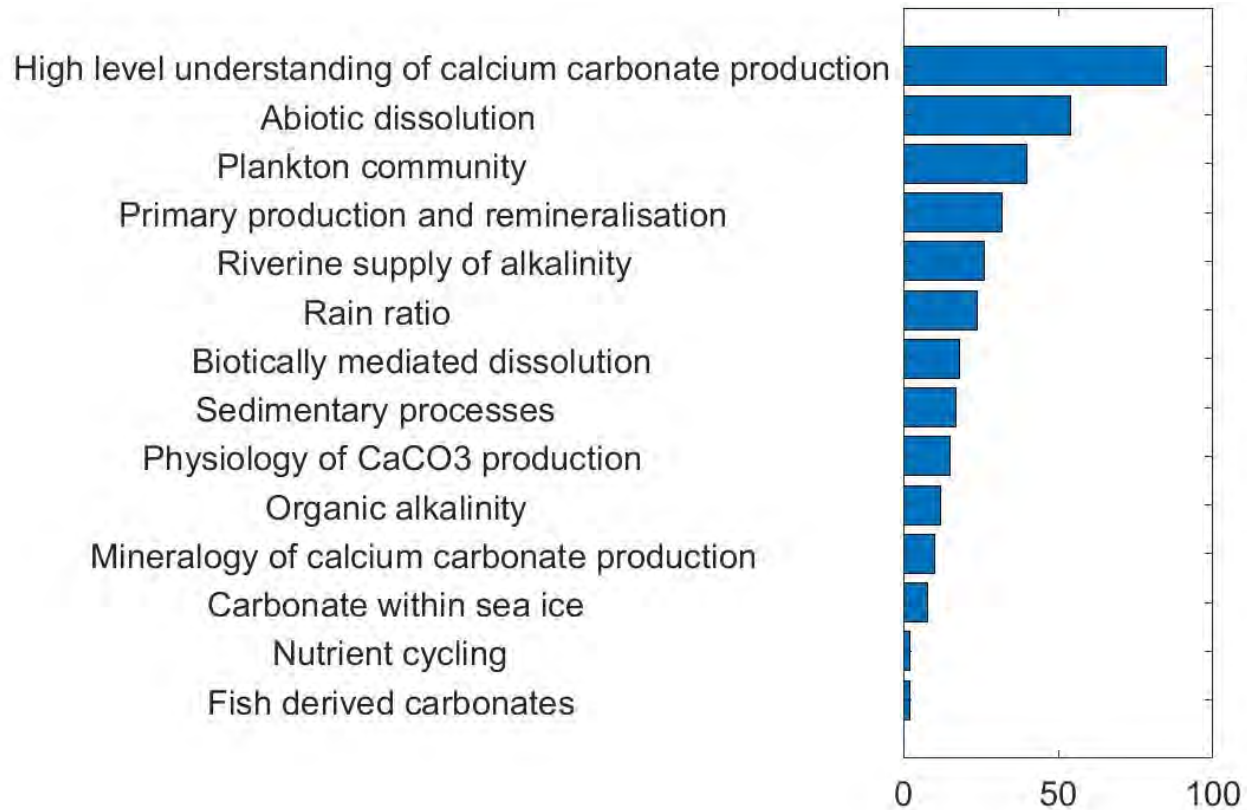 High level understanding of calcium carbonate production
Abiotic dissolution
Plankton community
Primary production and remineralisation
Riverine supply of alkalinity
Rain ratio
Biotically mediated dissolution
Sedimentary processes
Physiology of CaCO3 production
Organic alkalinity
Mineralogy of calcium carbonate production
Carbonate within sea ice
Nutrient cycling
Fish derived carbonates
0 50 100